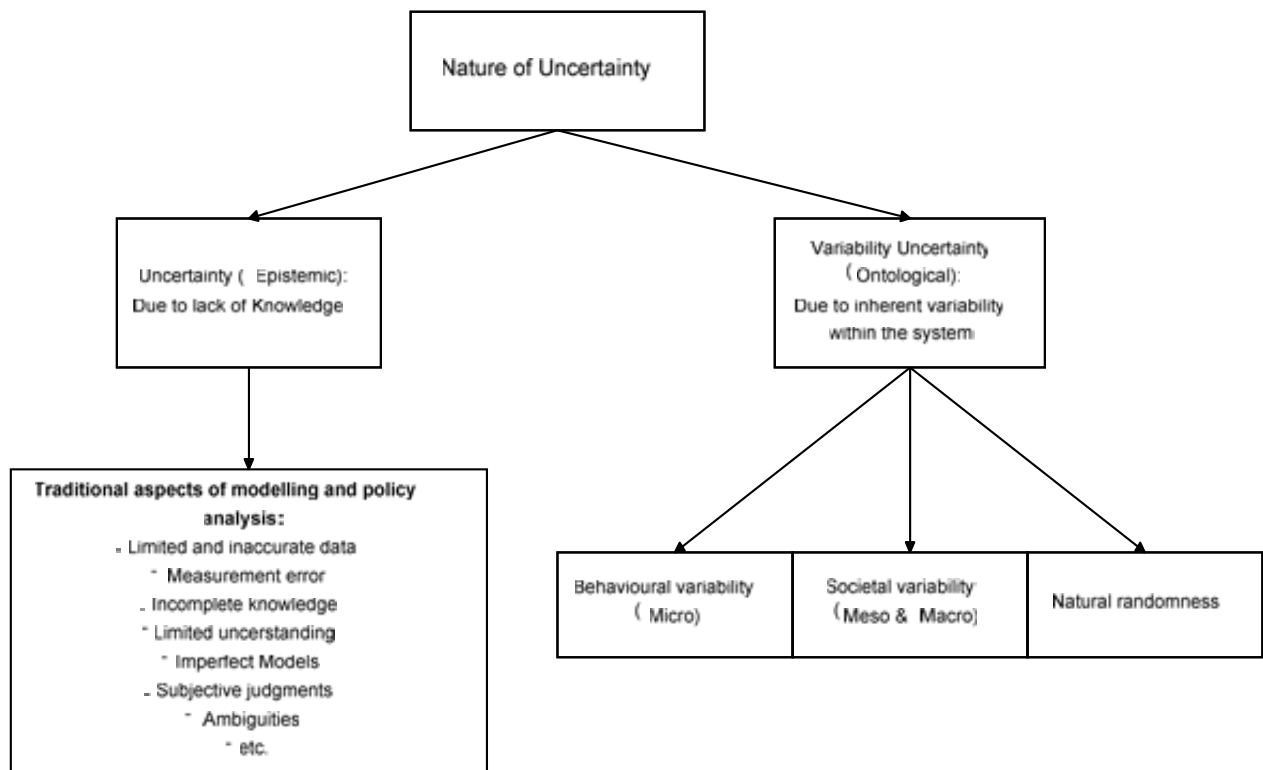 Nature of Uncertainty
Uncertainty ( Epistemic):
Due to lack of Knowledge
Variability Uncertainty
(Ontological):
Due to inherent variability
within the system
Traditional aspects of modelling and policy
analysis:
- Limited and inaccurate data
- Measurement error
- Incomplete knowledge
- Limited uncerstanding
- Imperfect Models
- Subjective judgments
- Ambiguities
- etc.
Behavioural variability
( Micro)
Societal variability
(Meso & Macro)
Natural randomness